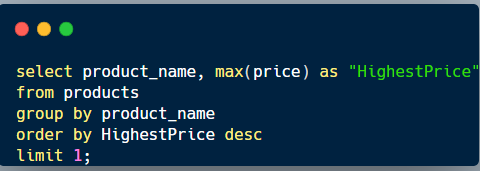 select product_name, max(price) as "HighestPrice"
from products
group by product_name
order by HighestPrice desc
limit 1;